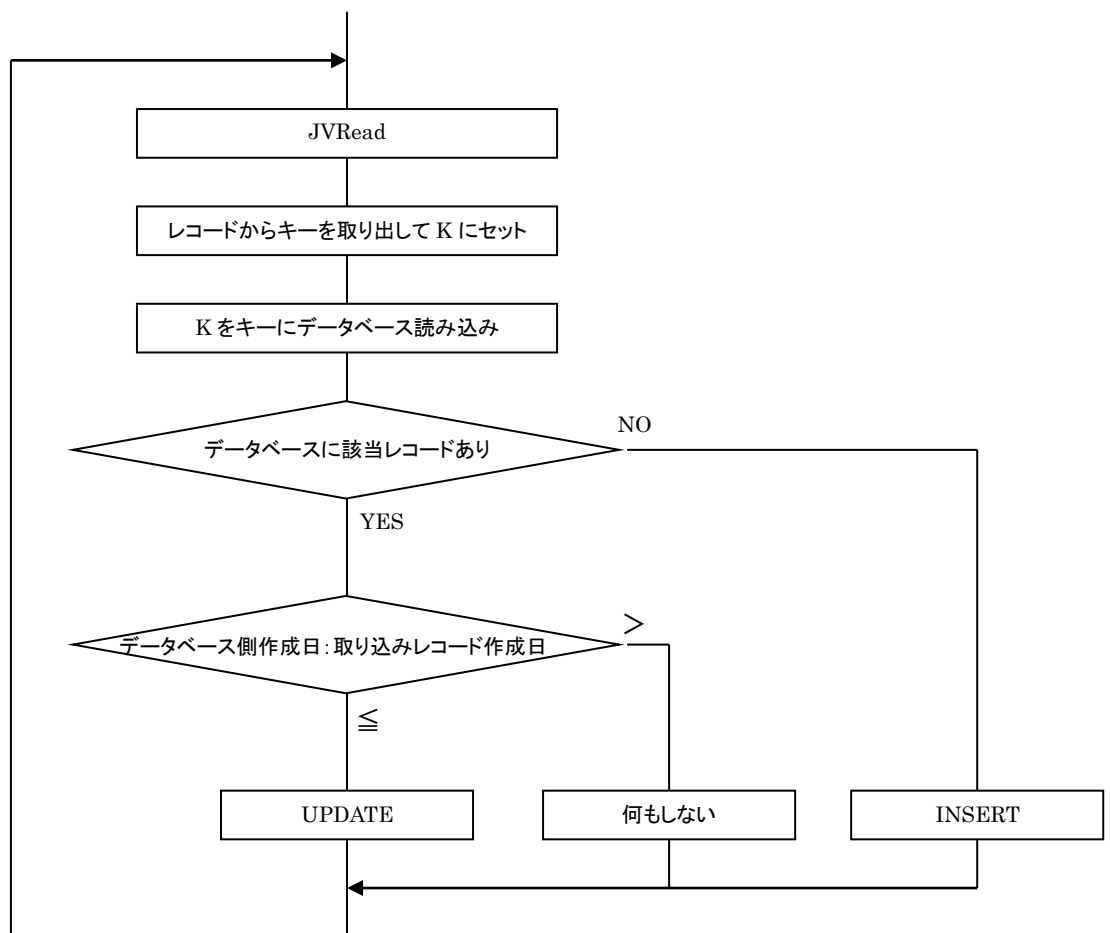 JVRead
レコードからキーを取り出して K にセット
K をキーにデータベース読み込み
NO
データベースに該当レコードあり
YES
＞
データベース側作成日：取り込みレコード作成日
≦
UPDATE
何もしない
INSERT